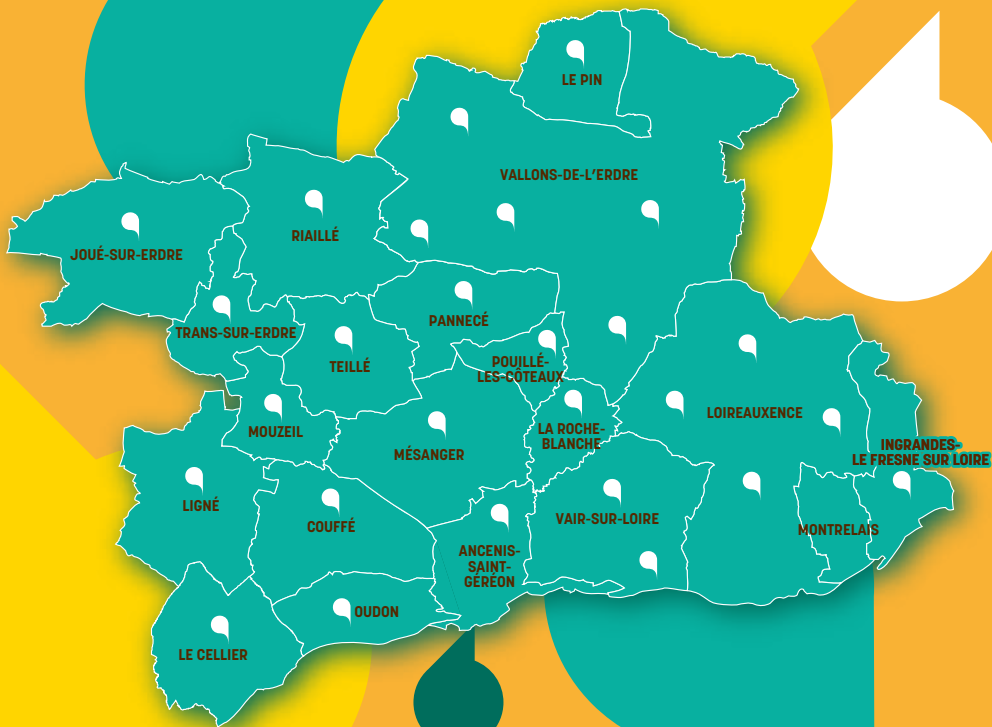 LE PIN
VALLONS-DE-L'ERDRE
RIAILLÉ
JOUÉ-SUR-ERDRE
PANNECÉ
TRANS-SUR-ERDRE
TEILLÉ
POUILLÉ-
LES-CÔTEAUX
LOIREAUXENCE
MOUZEIL
LA ROCHE-
BLANCHE
INGRANDES-
LE FRESNE SUR LOIRE
MÉSANGER
LIGNÉ
COUFFÉ
VAIR-SUR-LOIRE
MONTRELAIS
ANCENIS-
SAINT-
GÉRÉON
OUDON
LE CELLIER